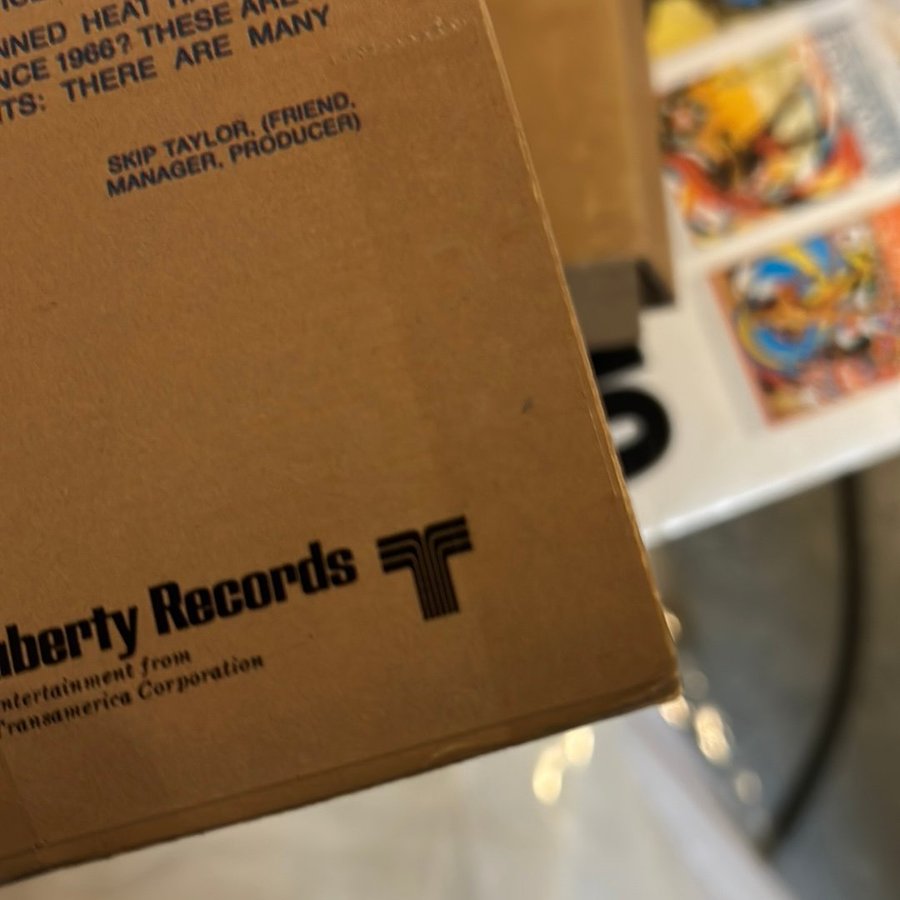 NNED HEAT
NCE 1966? THESE ARE
TS: THERE ARE MANY
SKIP TAYLOR, (FRIEND,
MANAGER, PRODUCER)
iberty Records
ntertainment from
Transamerica Corporation